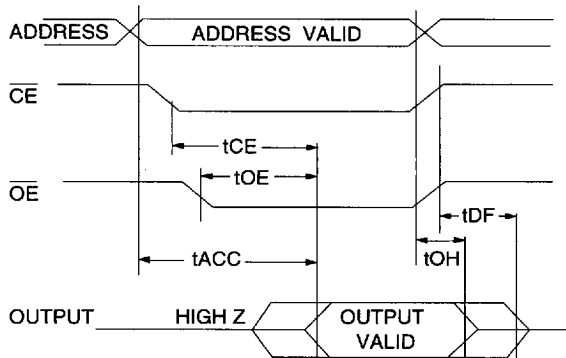 ADDRESS ADDRESS VALID
CE
tCE
tOE
OE
tDF
tACC
tOH
OUTPUT HIGH Z OUTPUT
VALID